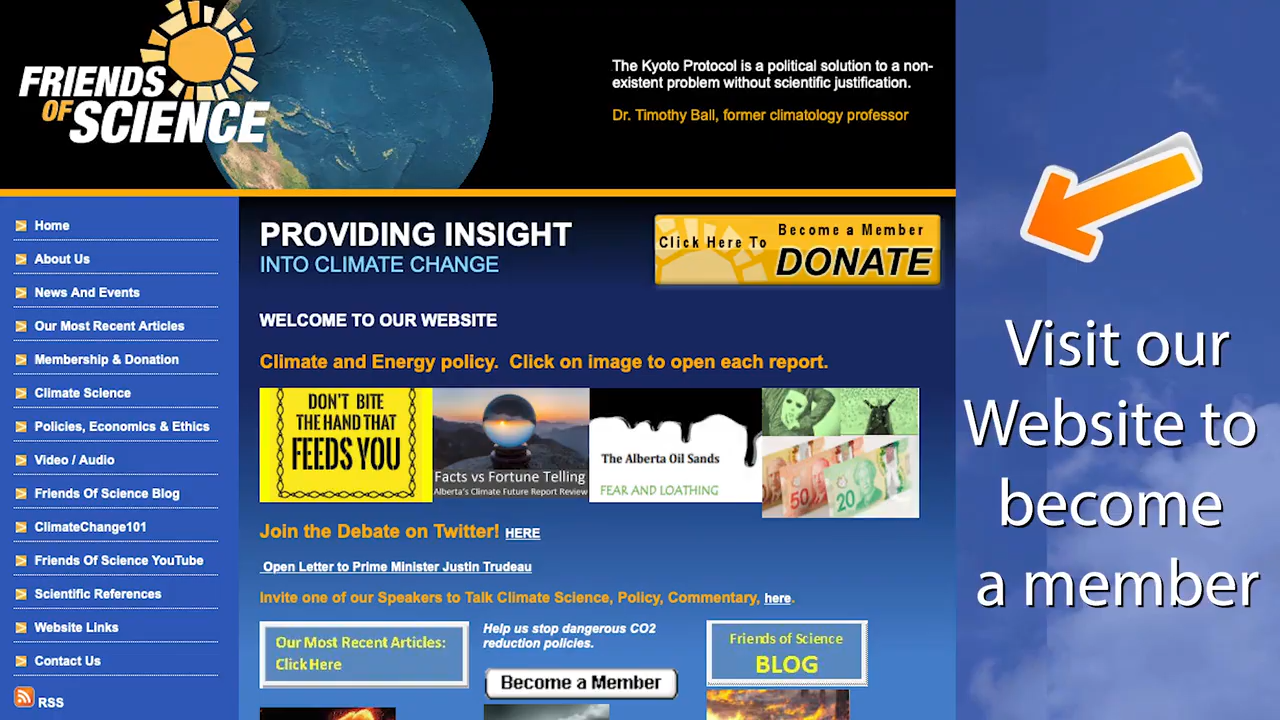 FRIENDS
OF SCIENCE
The Kyoto Protocol is a political solution to a non-
existent problem without scientific justification.
Dr. Timothy Ball, former climatology professor
Home
About Us
News And Events
Our Most Recent Articles
Membership & Donation
Climate Science
Policies, Economics & Ethics
Video / Audio
Friends Of Science Blog
ClimateChange101
Friends Of Science YouTube
Scientific References
Website Links
Contact Us
RSS
PROVIDING INSIGHT
INTO CLIMATE CHANGE
Click Here To
Become a Member
DONATE
WELCOME TO OUR WEBSITE
Climate and Energy policy. Click on image to open each report.
DON'T BITE
THE HAND THAT
FEEDS YOU
Facts vs Fortune Telling
Alberta's Climate Future Report Review
The Alberta Oil Sands
FEAR AND LOATHING
50
20
Join the Debate on Twitter! HERE
Open Letter to Prime Minister Justin Trudeau
Invite one of our Speakers to Talk Climate Science, Policy, Commentary, here.
Our Most Recent Articles:
Click Here
Help us stop dangerous CO2
reduction policies.
Become a Member
Friends of Science
BLOG
Visit our
Website to
become
a member